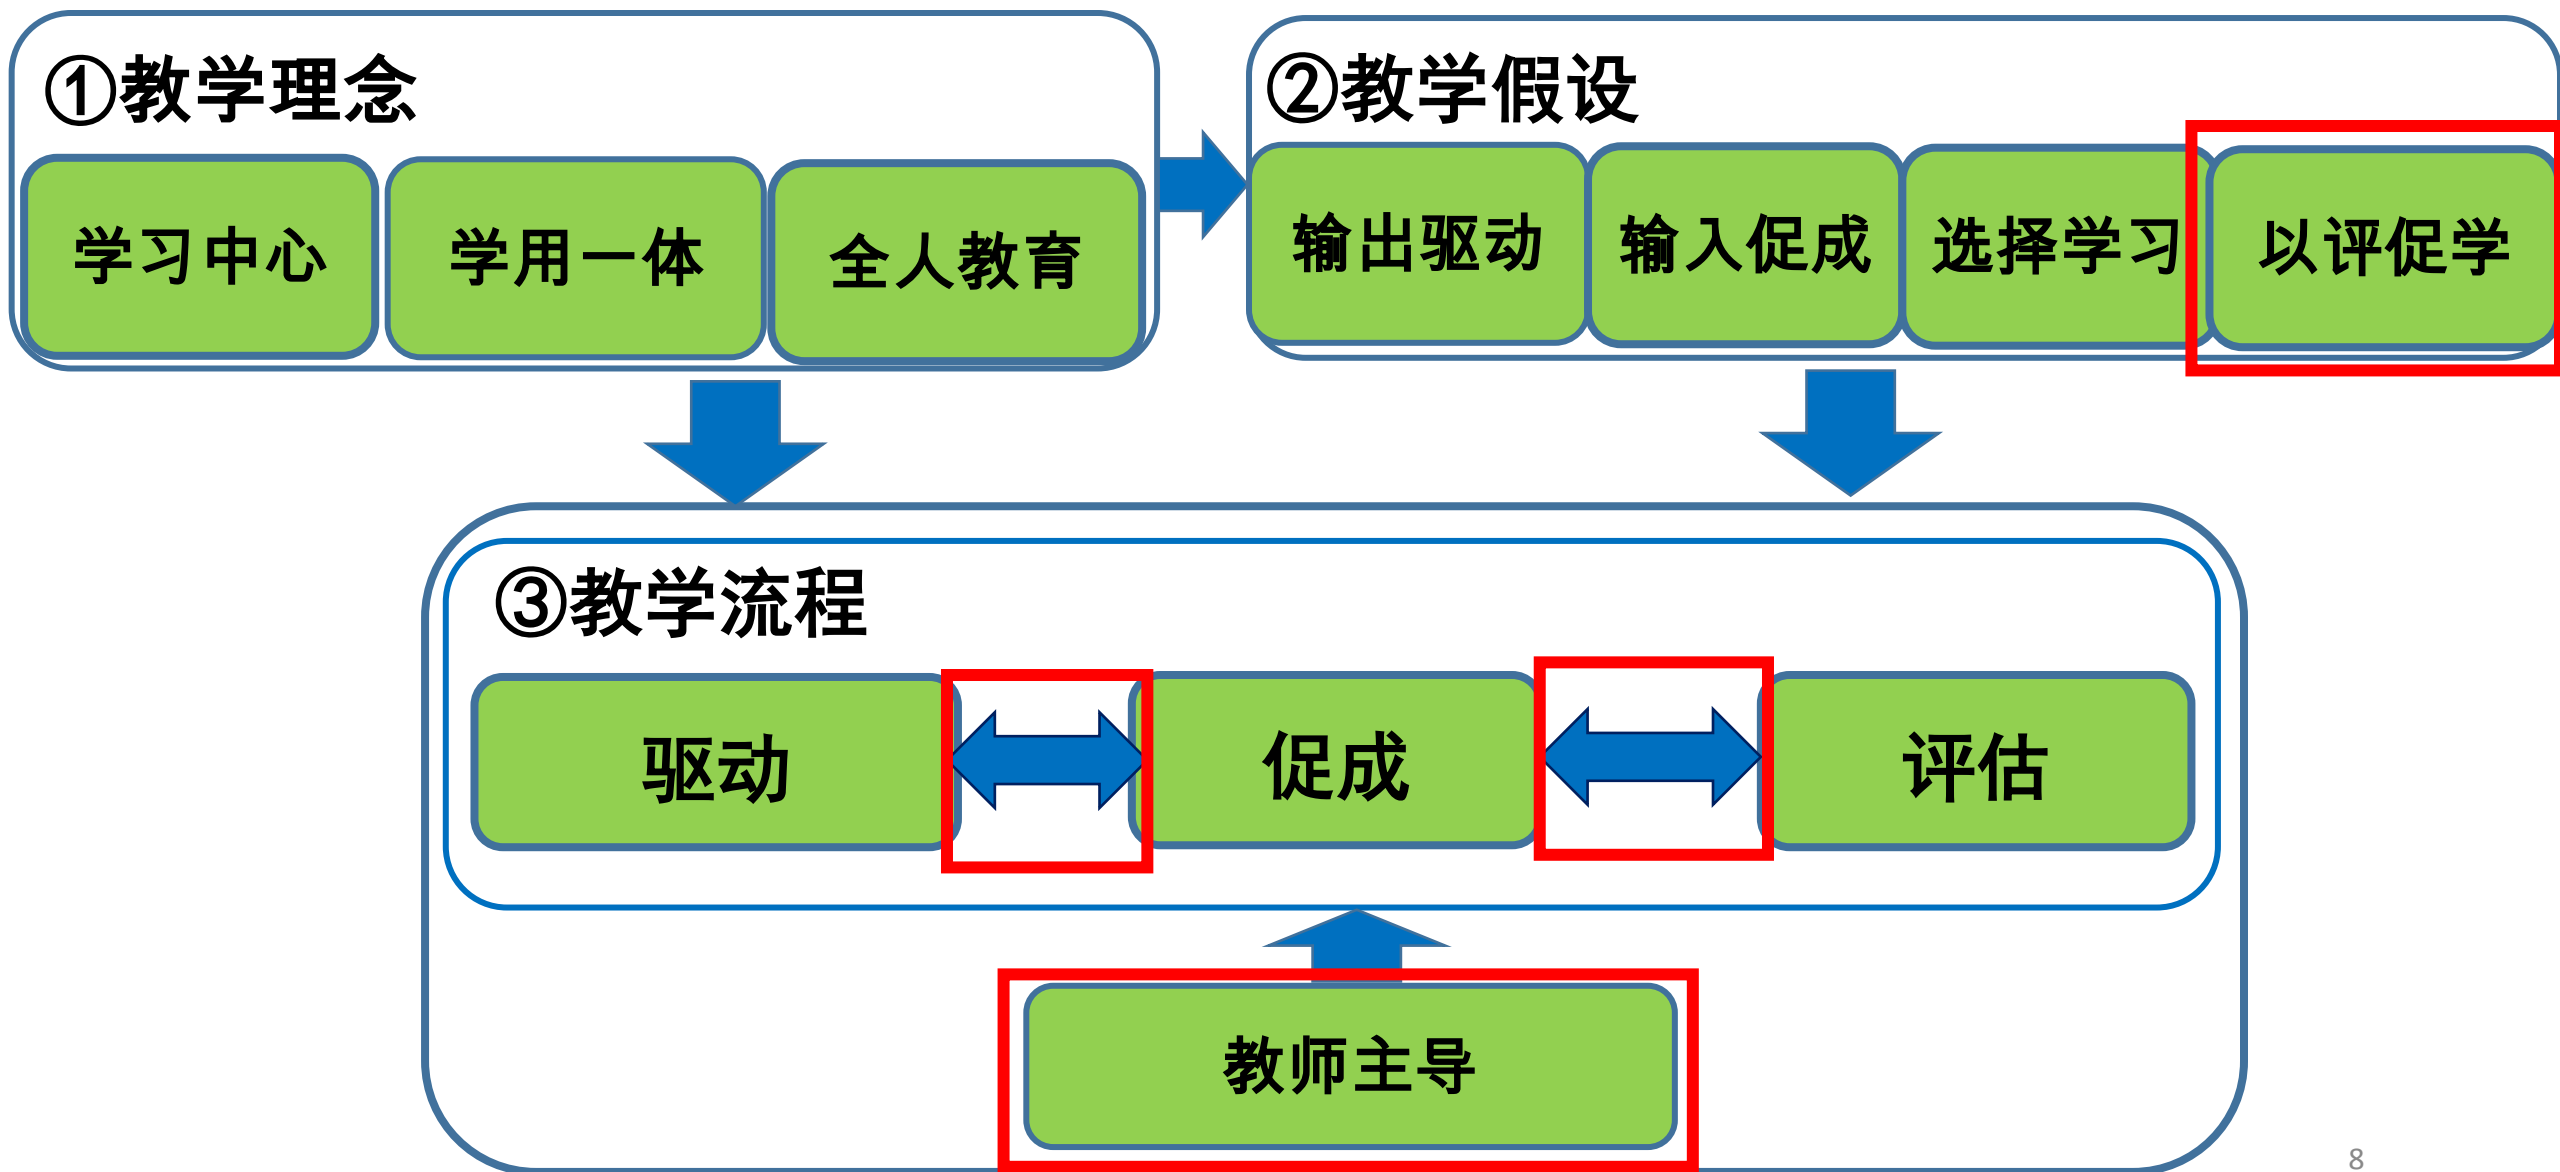 ①教学理念
学习中心
学用一体
全人教育
②教学假设
输出驱动
输入促成
选择学习
以评促学
③教学流程
驱动
促成
评估
教师主导
8